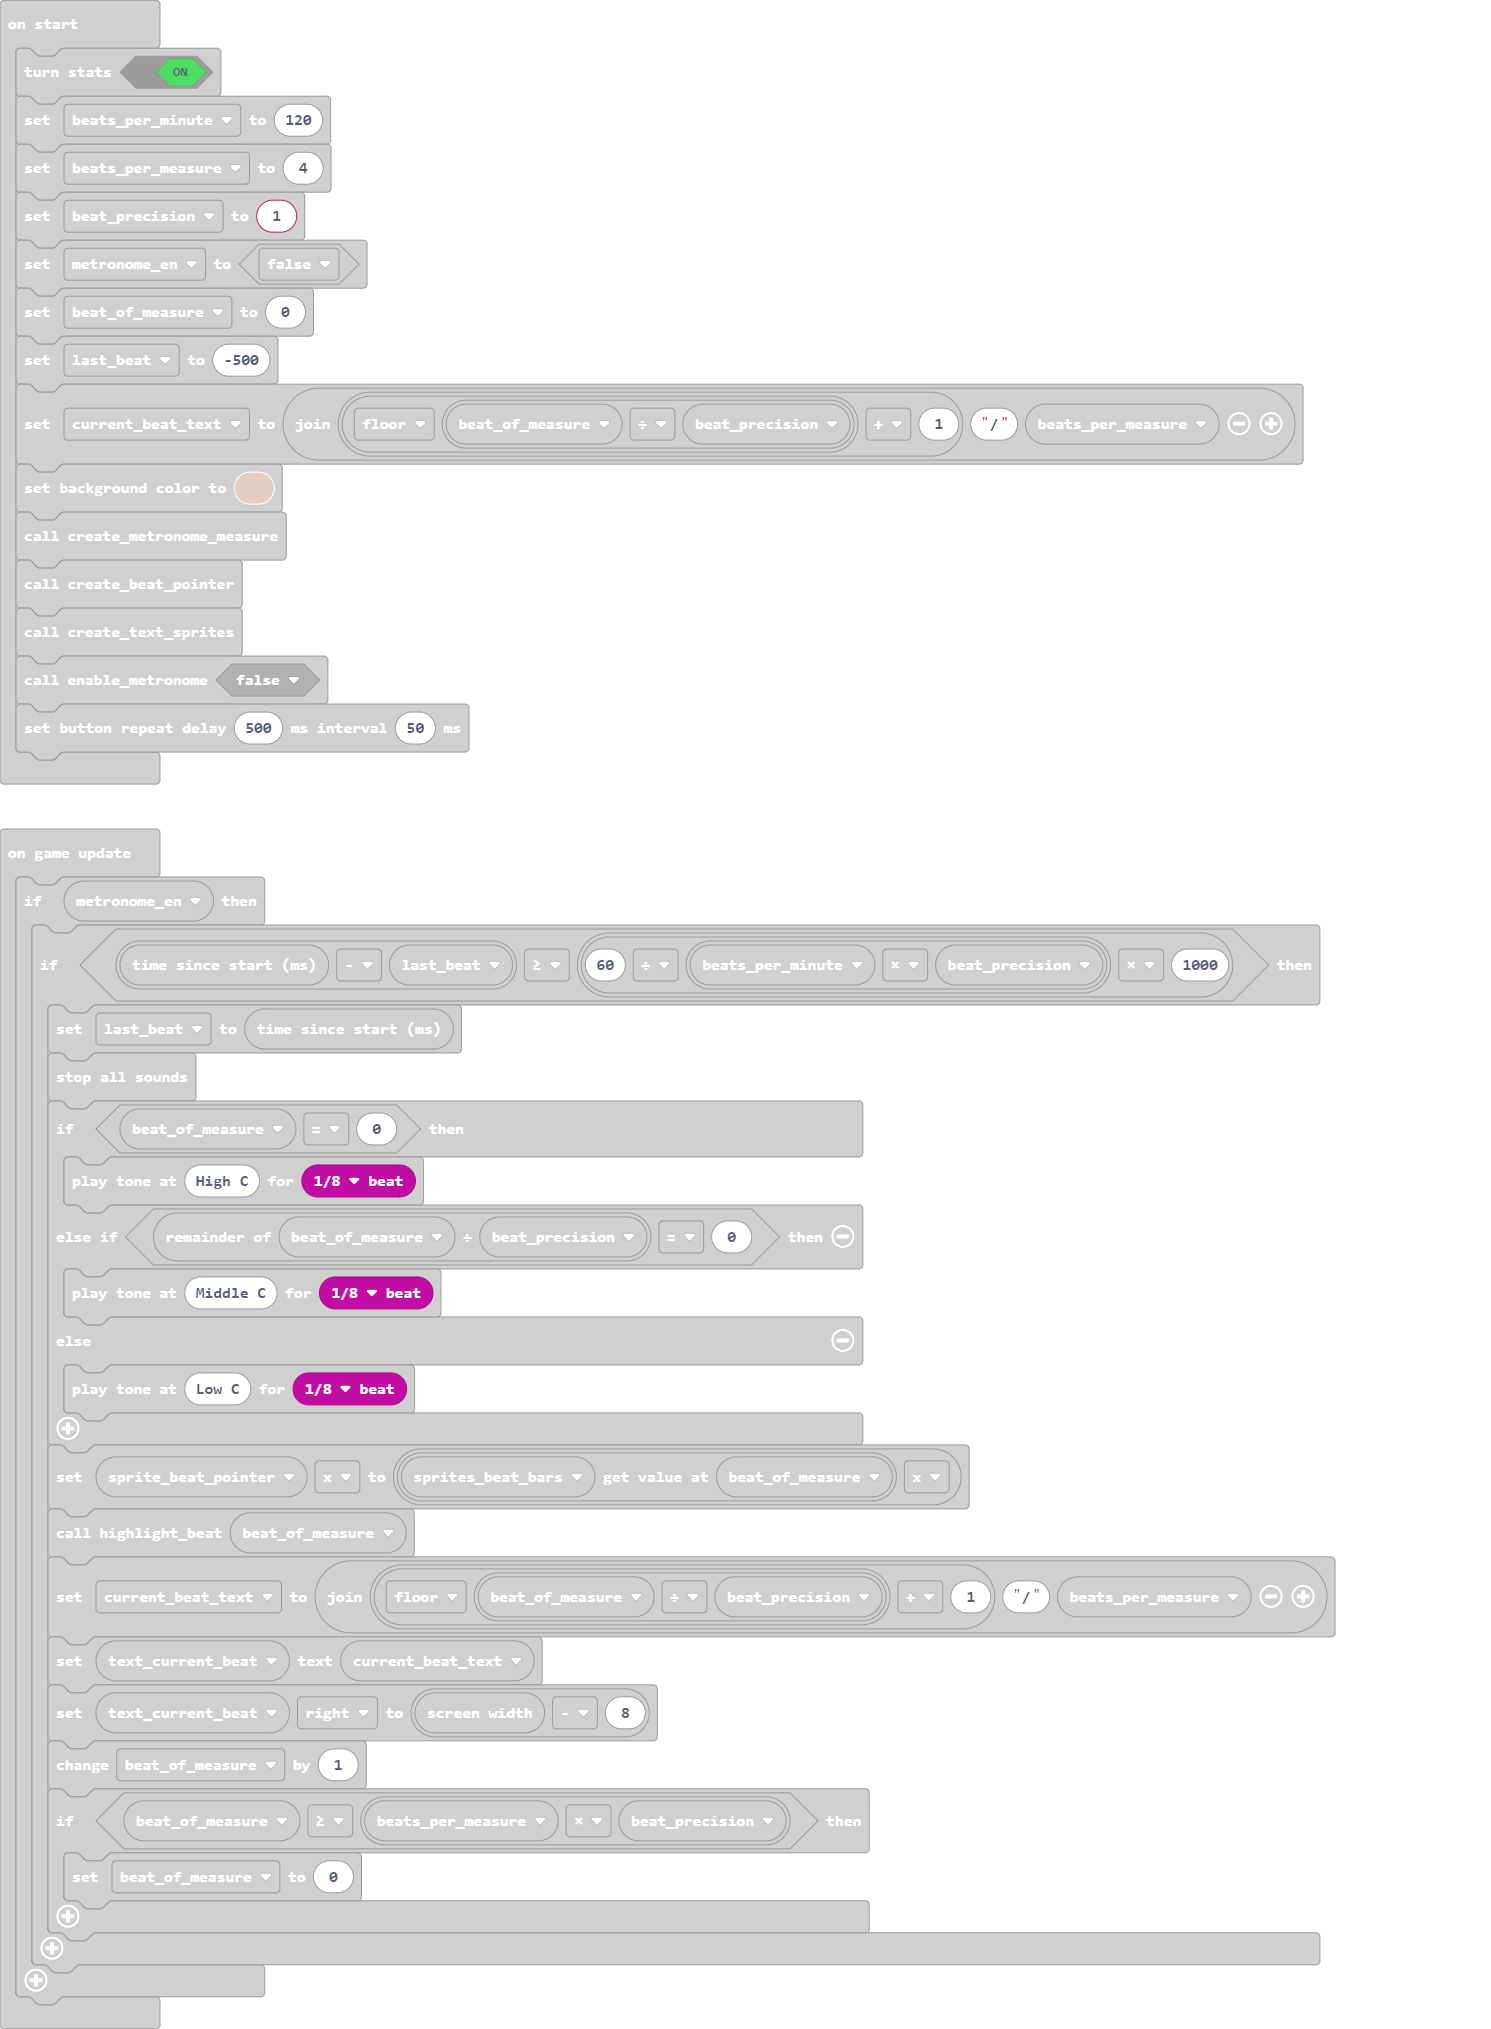 on start
turn stats ON
set beats_per_minute to 120
set beats_per_measure to 4
set beat_precision to 1
set metronome_en to false
set beat_of_measure to 0
set last_beat to -500
set current_beat_text to join floor beat_of_measure ÷ beat_precision + 1 "/" beats_per_measure
set background color to
call create_metronome_measure
call create_beat_pointer
call create_text_sprites
call enable_metronome false
set button repeat delay 500 ms interval 50 ms
on game update
if metronome_en then
if time since start (ms) - last_beat ≥ 60 ÷ beats_per_minute × beat_precision × 1000 then
set last_beat to time since start (ms)
stop all sounds
if beat_of_measure = 0 then
play tone at High C for 1/8 beat
else if remainder of beat_of_measure ÷ beat_precision = 0 then
play tone at Middle C for 1/8 beat
else
play tone at Low C for 1/8 beat
set sprite_beat_pointer x to sprites_beat_bars get value at beat_of_measure x
call highlight_beat beat_of_measure
set current_beat_text to join floor beat_of_measure ÷ beat_precision + 1 "/" beats_per_measure
set text_current_beat text current_beat_text
set text_current_beat right to screen width - 8
change beat_of_measure by 1
if beat_of_measure ≥ beats_per_measure × beat_precision then
set beat_of_measure to 0